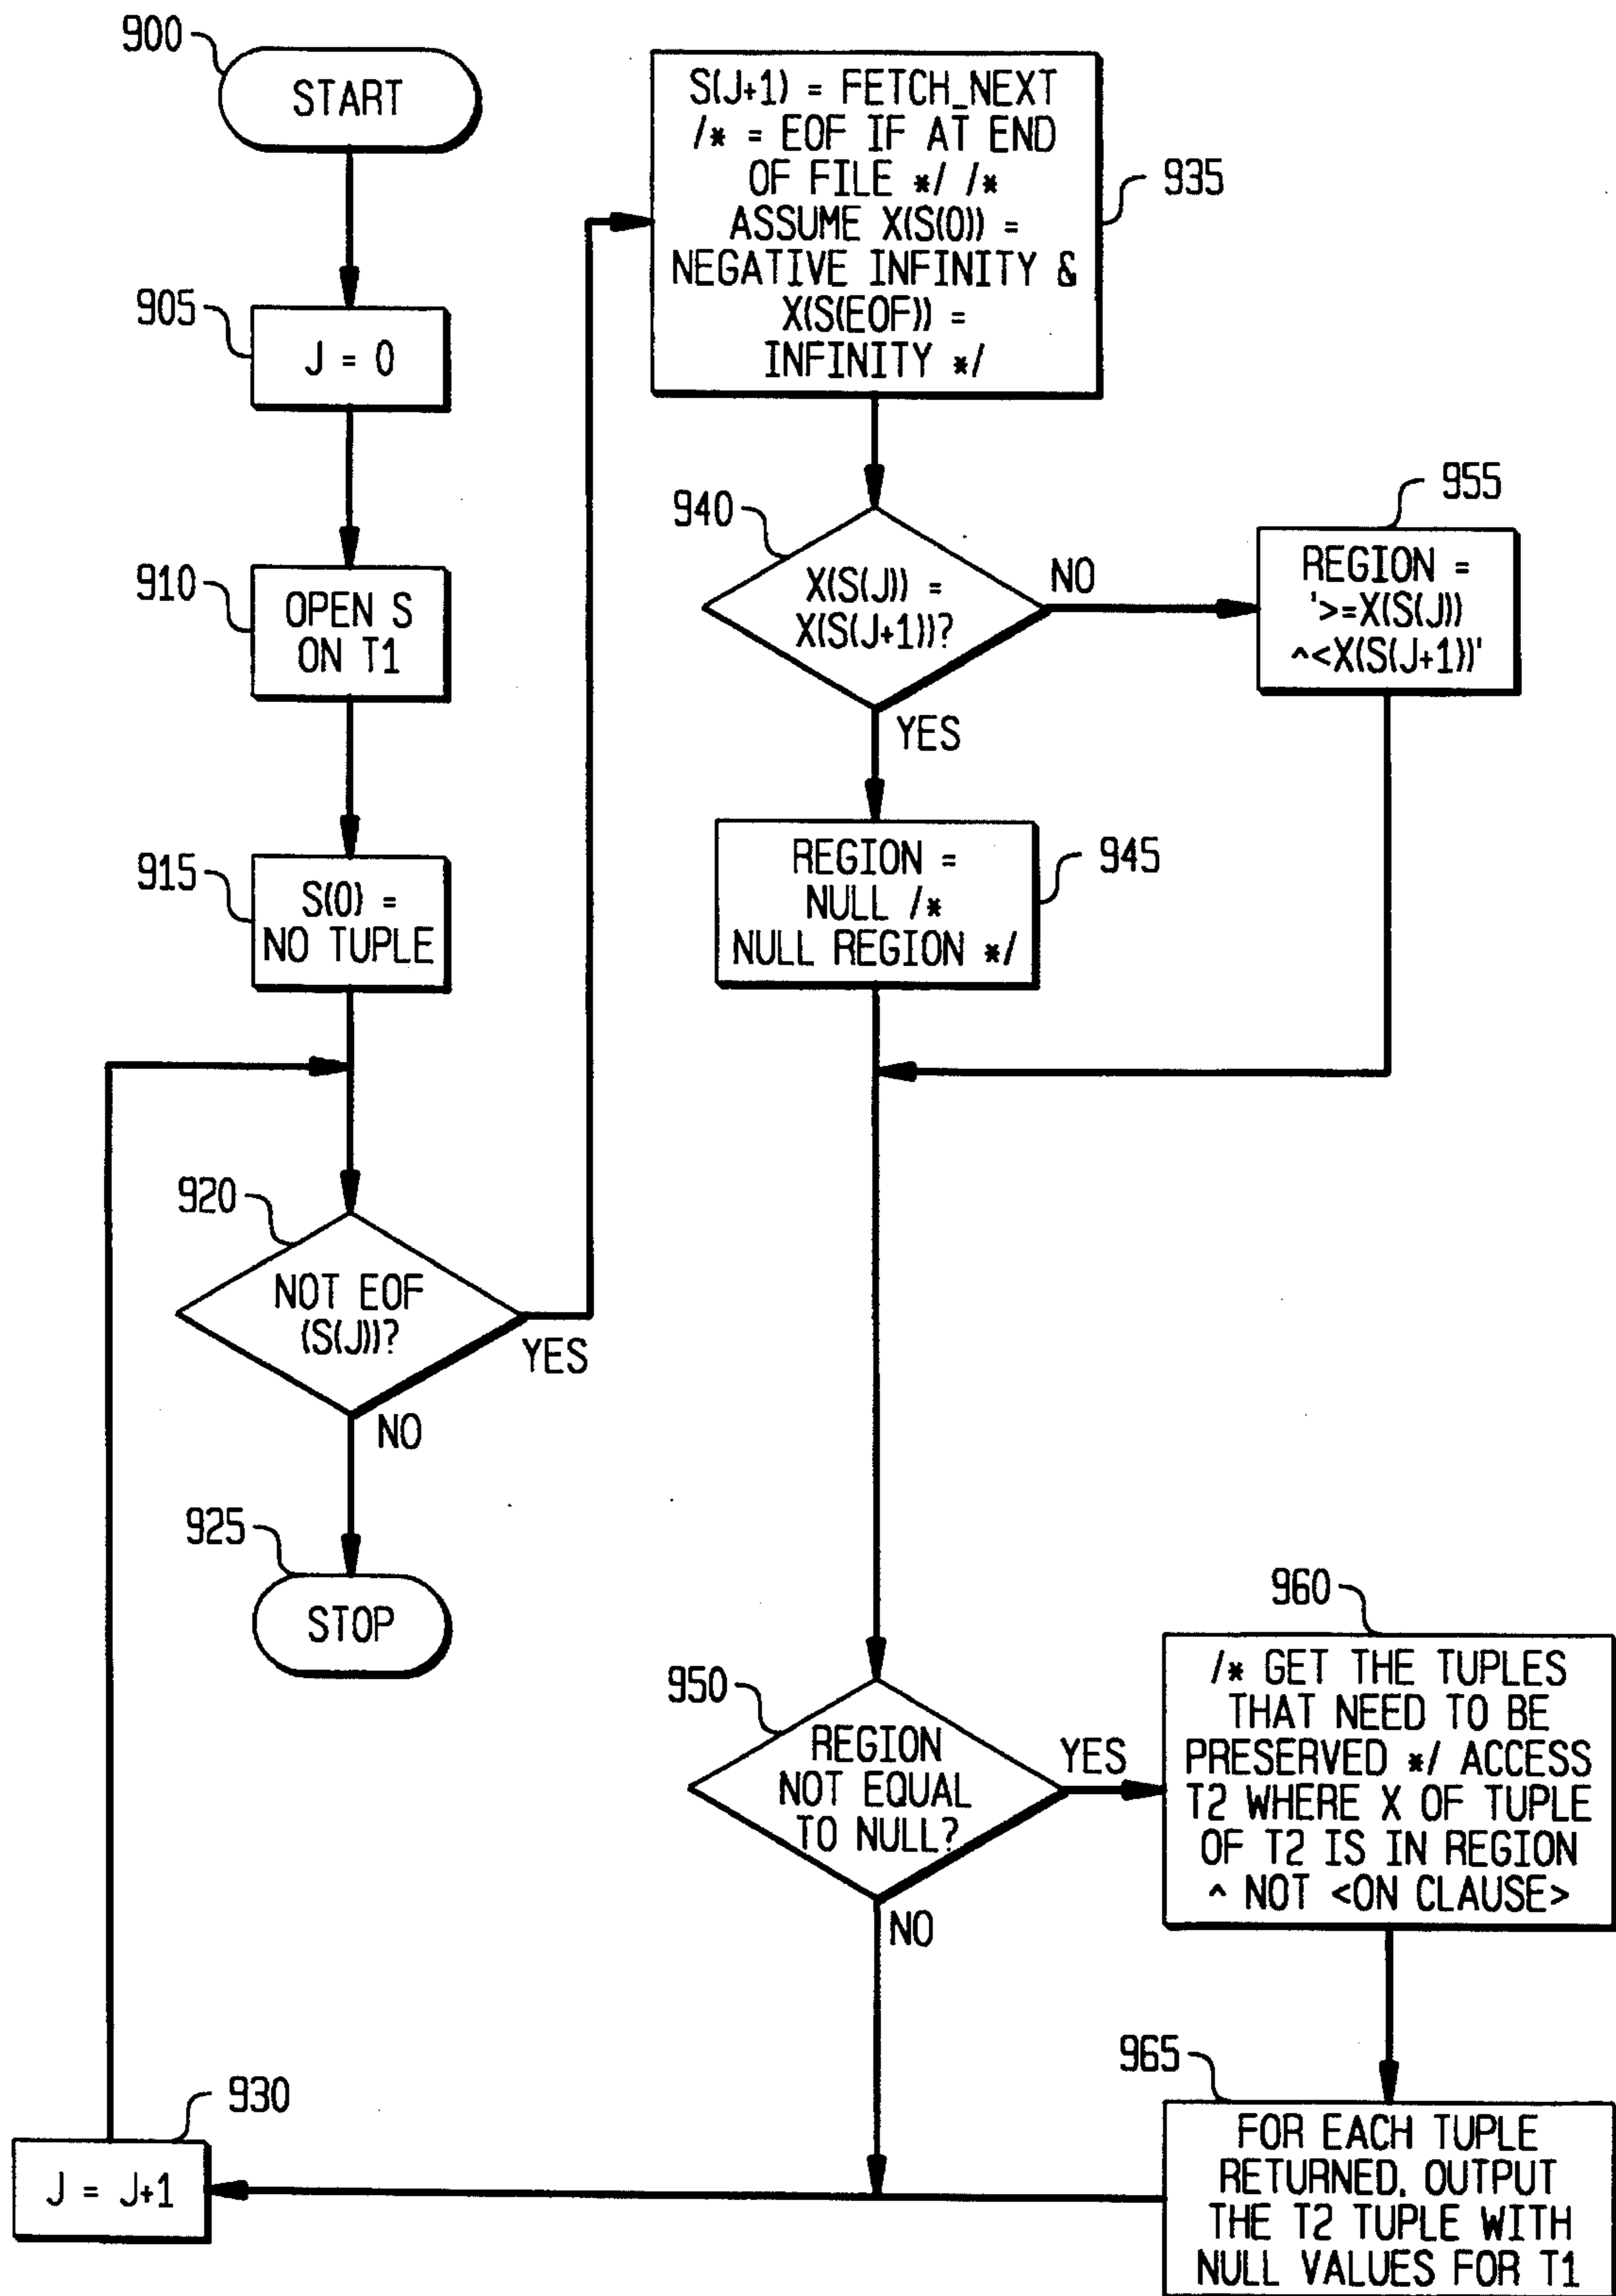 900
START
905
J = 0
910
OPEN S
ON T1
915
S(0) =
NO TUPLE
920
NOT EOF
(S(J))?
YES
NO
925
STOP
930
J = J+1
S(J+1) = FETCH_NEXT
/* = EOF IF AT END
OF FILE */ /*
ASSUME X(S(0)) =
NEGATIVE INFINITY &
X(S(EOF)) =
INFINITY */
935
940
X(S(J)) =
X(S(J+1))?
NO
YES
955
REGION =
'>=X(S(J))
^<X(S(J+1))'
REGION =
NULL /*
NULL REGION */
945
950
REGION
NOT EQUAL
TO NULL?
YES
NO
960
/* GET THE TUPLES
THAT NEED TO BE
PRESERVED */ ACCESS
T2 WHERE X OF TUPLE
OF T2 IS IN REGION
^ NOT <ON CLAUSE>
965
FOR EACH TUPLE
RETURNED, OUTPUT
THE T2 TUPLE WITH
NULL VALUES FOR T1